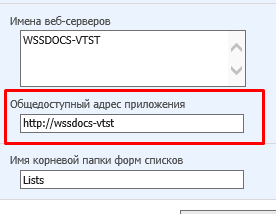 Имена веб-серверов
WSSDOCS-VTST
Общедоступный адрес приложения
http://wssdocs-vtst
Имя корневой папки форм списков
Lists